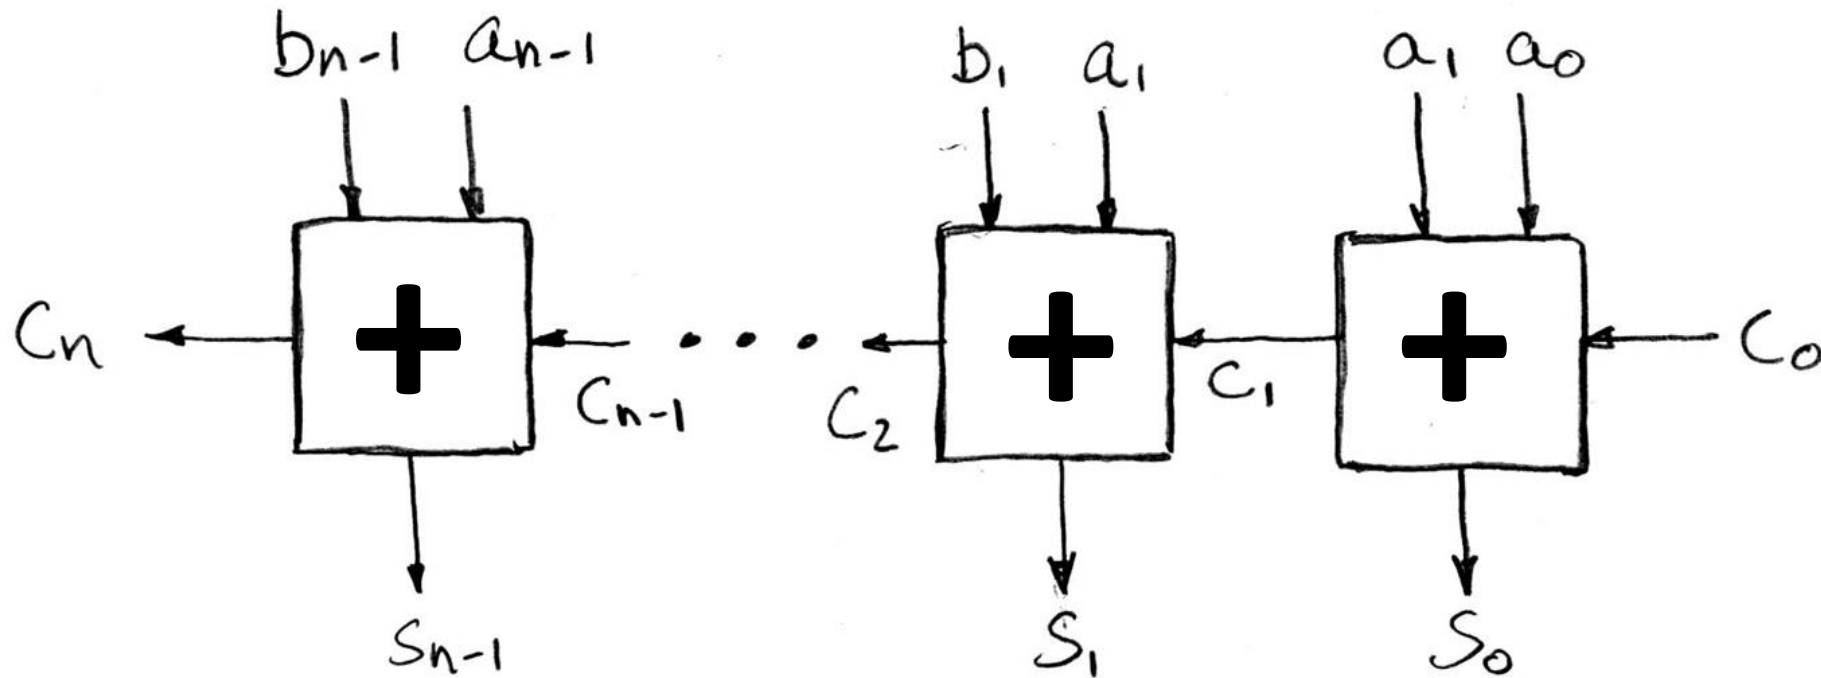 bn-1 an-1 b1 a1 a1 a0
+ + +
Cn Cn-1 C2 C1 C0
Sn-1 S1 S0